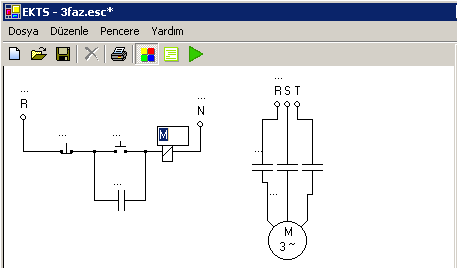 EKTS - 3faz.esc*
Dosya Düzenle Pencere Yardım
... ... ...
R N R S T
... ... M
...
...
...
M
3 ~